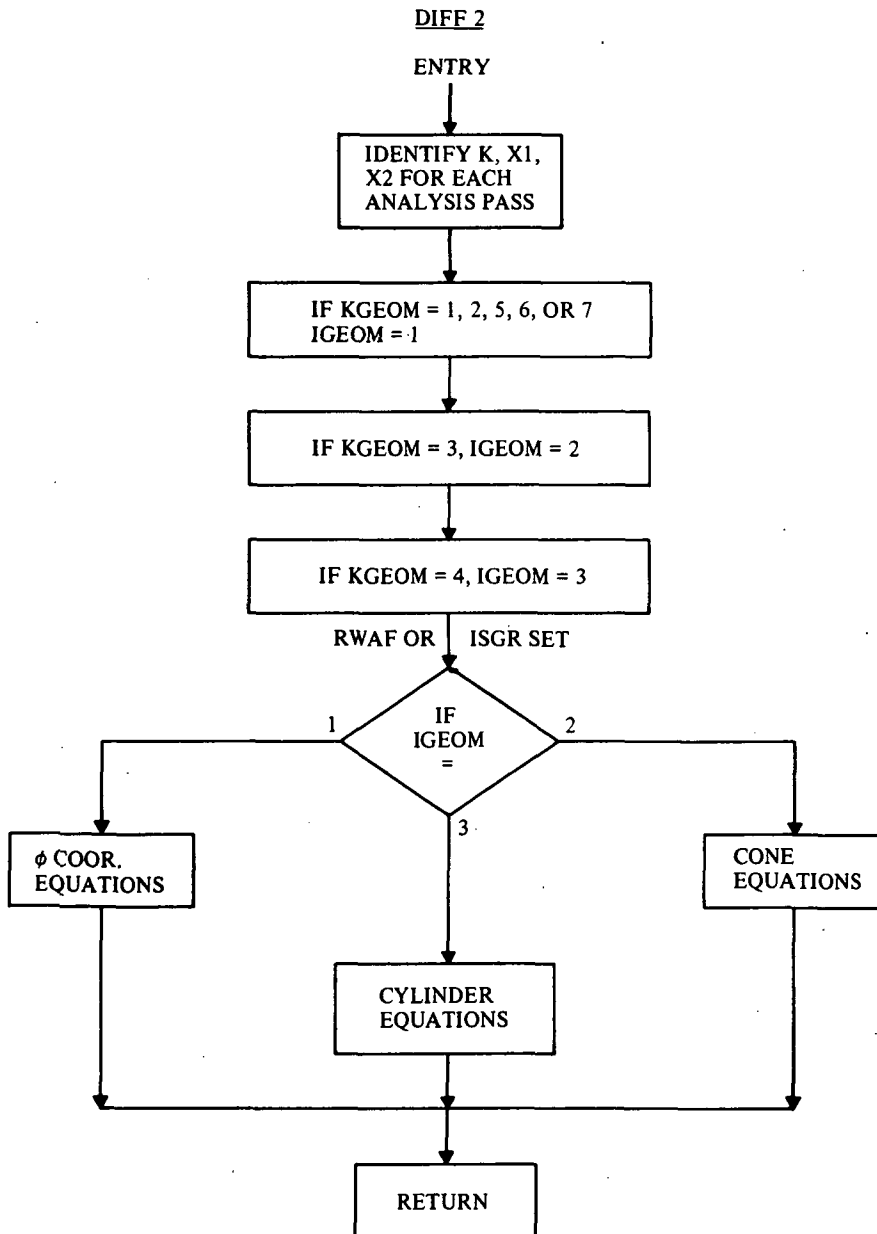 DIFF 2
ENTRY
IDENTIFY K, X1,
X2 FOR EACH
ANALYSIS PASS
IF KGEOM = 1, 2, 5, 6, OR 7
IGEOM = 1
IF KGEOM = 3, IGEOM = 2
IF KGEOM = 4, IGEOM = 3
RWAF OR ISGR SET
1
IF
IGEOM
=
2
3
φ COOR.
EQUATIONS
CONE
EQUATIONS
CYLINDER
EQUATIONS
RETURN